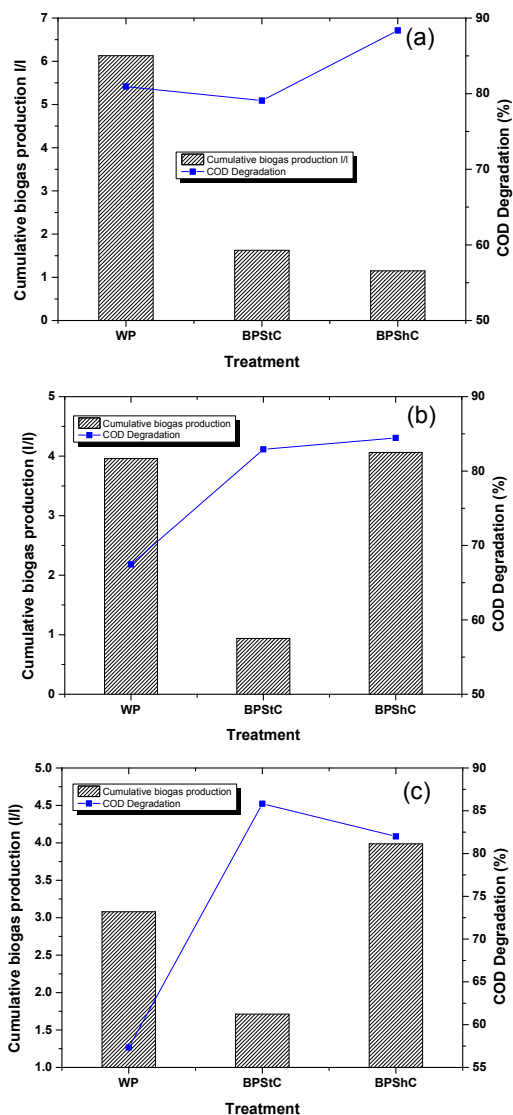 (a)
Cumulative biogas production l/l
7
6
5
4
3
2
1
0
Cumulative biogas production l/l
COD Degradation
90
80
70
60
50
COD Degradation (%)
WP BPStC BPShC
Treatment
(b)
Cumulative biogas production (l/l)
5
4
3
2
1
0
Cumulative biogas production
COD Degradation
90
80
70
60
50
COD Degradation (%)
WP BPStC BPShC
Treatment
(c)
Cumulative biogas production (l/l)
5.0
4.5
4.0
3.5
3.0
2.5
2.0
1.5
1.0
Cumulative biogas production
COD Degradation
90
85
80
75
70
65
60
55
COD Degradation (%)
WP BPStC BPShC
Treatment